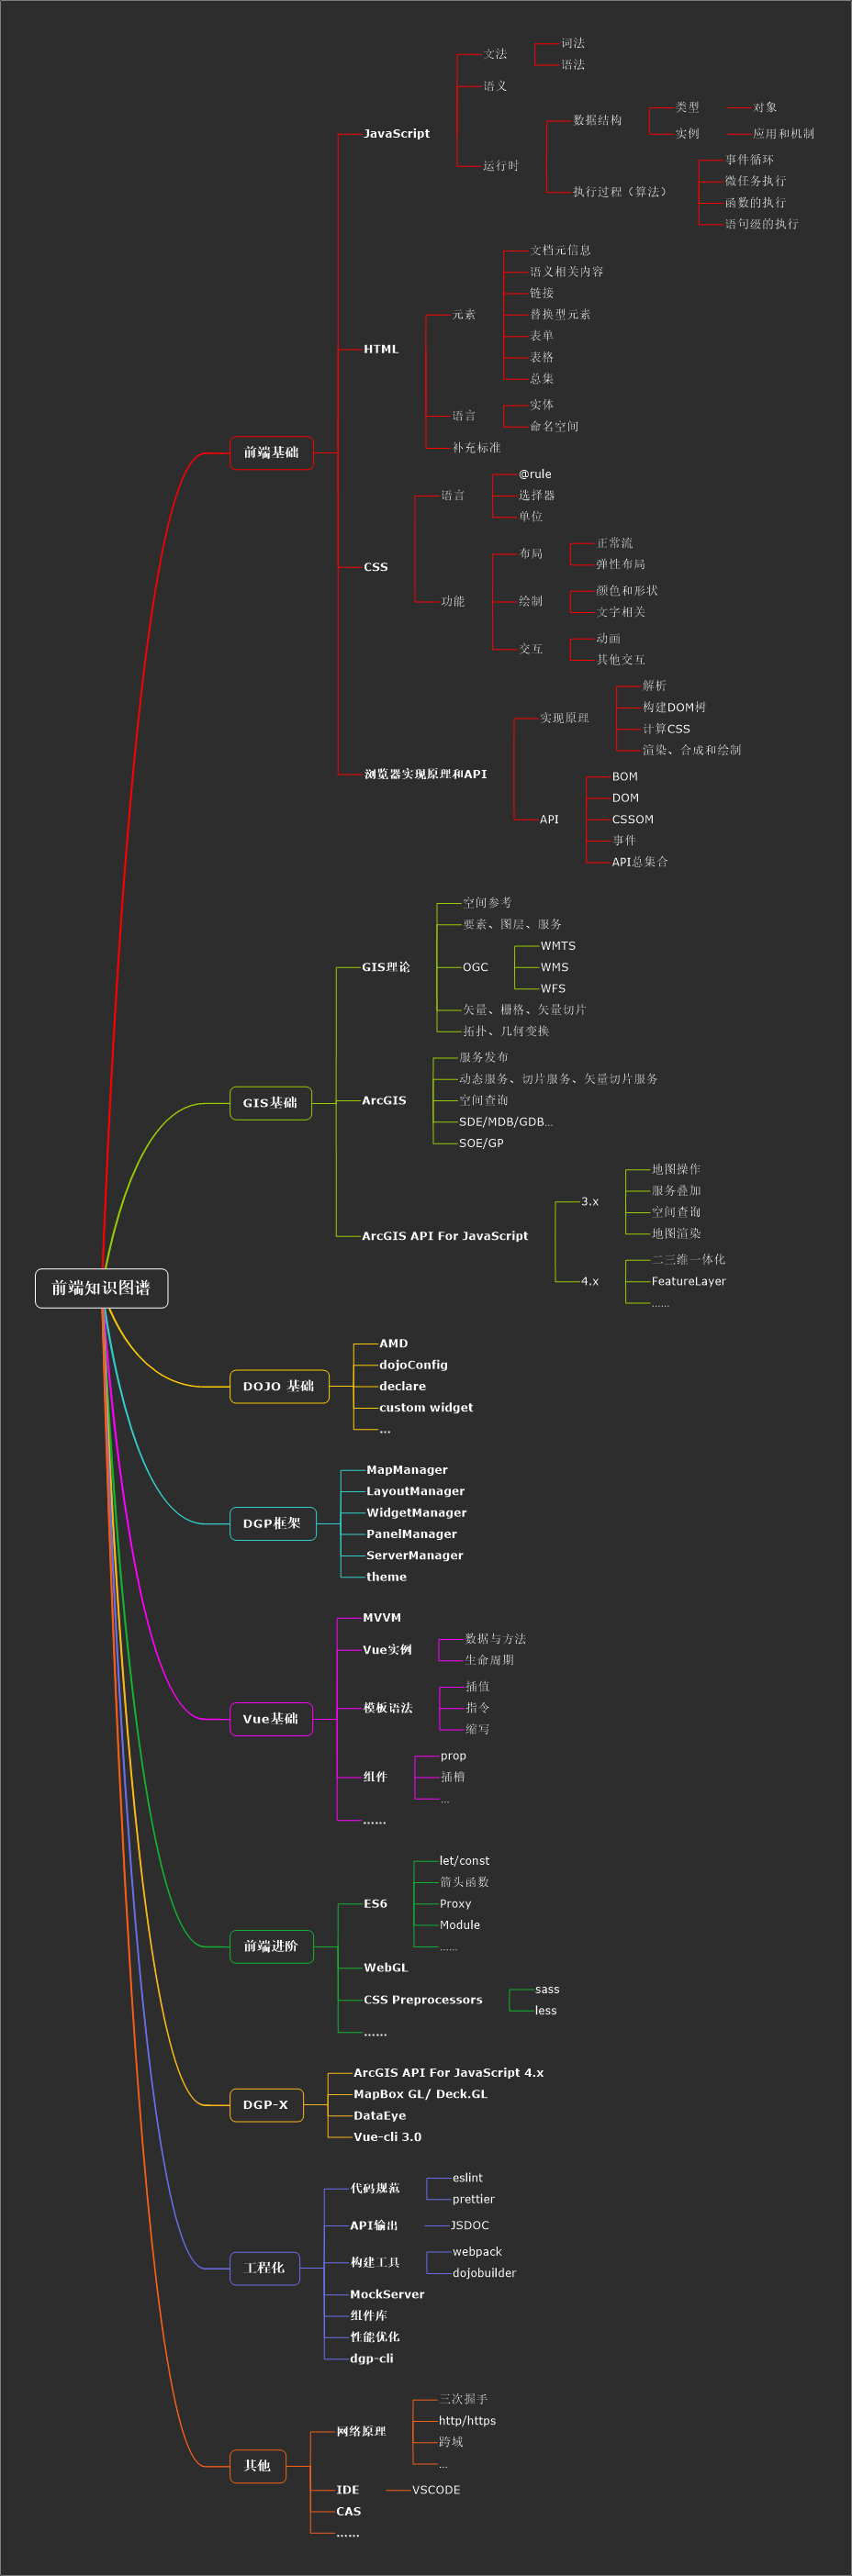 前端知识图谱
前端基础
JavaScript
文法
词法
语法
语义
运行时
数据结构
类型
对象
实例
应用和机制
执行过程（算法）
事件循环
微任务执行
函数的执行
语句级的执行
HTML
元素
文档元信息
语义相关内容
链接
替换型元素
表单
表格
总集
语言
实体
命名空间
补充标准
CSS
语言
@rule
选择器
单位
功能
布局
正常流
弹性布局
绘制
颜色和形状
文字相关
交互
动画
其他交互
浏览器实现原理和API
实现原理
解析
构建DOM树
计算CSS
渲染、合成和绘制
API
BOM
DOM
CSSOM
事件
API总集合
GIS基础
GIS理论
空间参考
要素、图层、服务
OGC
WMTS
WMS
WFS
矢量、栅格、矢量切片
拓扑、几何变换
ArcGIS
服务发布
动态服务、切片服务、矢量切片服务
空间查询
SDE/MDB/GDB...
SOE/GP
ArcGIS API For JavaScript
3.x
地图操作
服务叠加
空间查询
地图渲染
4.x
二三维一体化
FeatureLayer
......
DOJO 基础
AMD
dojoConfig
declare
custom widget
...
DGP框架
MapManager
LayoutManager
WidgetManager
PanelManager
ServerManager
theme
Vue基础
MVVM
Vue实例
数据与方法
生命周期
模板语法
插值
指令
缩写
组件
prop
插槽
...
......
前端进阶
ES6
let/const
箭头函数
Proxy
Module
......
WebGL
CSS Preprocessors
sass
less
......
DGP-X
ArcGIS API For JavaScript 4.x
MapBox GL/ Deck.GL
DataEye
Vue-cli 3.0
工程化
代码规范
eslint
prettier
API输出
JSDOC
构建工具
webpack
dojobuilder
MockServer
组件库
性能优化
dgp-cli
其他
网络原理
三次握手
http/https
跨域
...
IDE
VSCODE
CAS
......